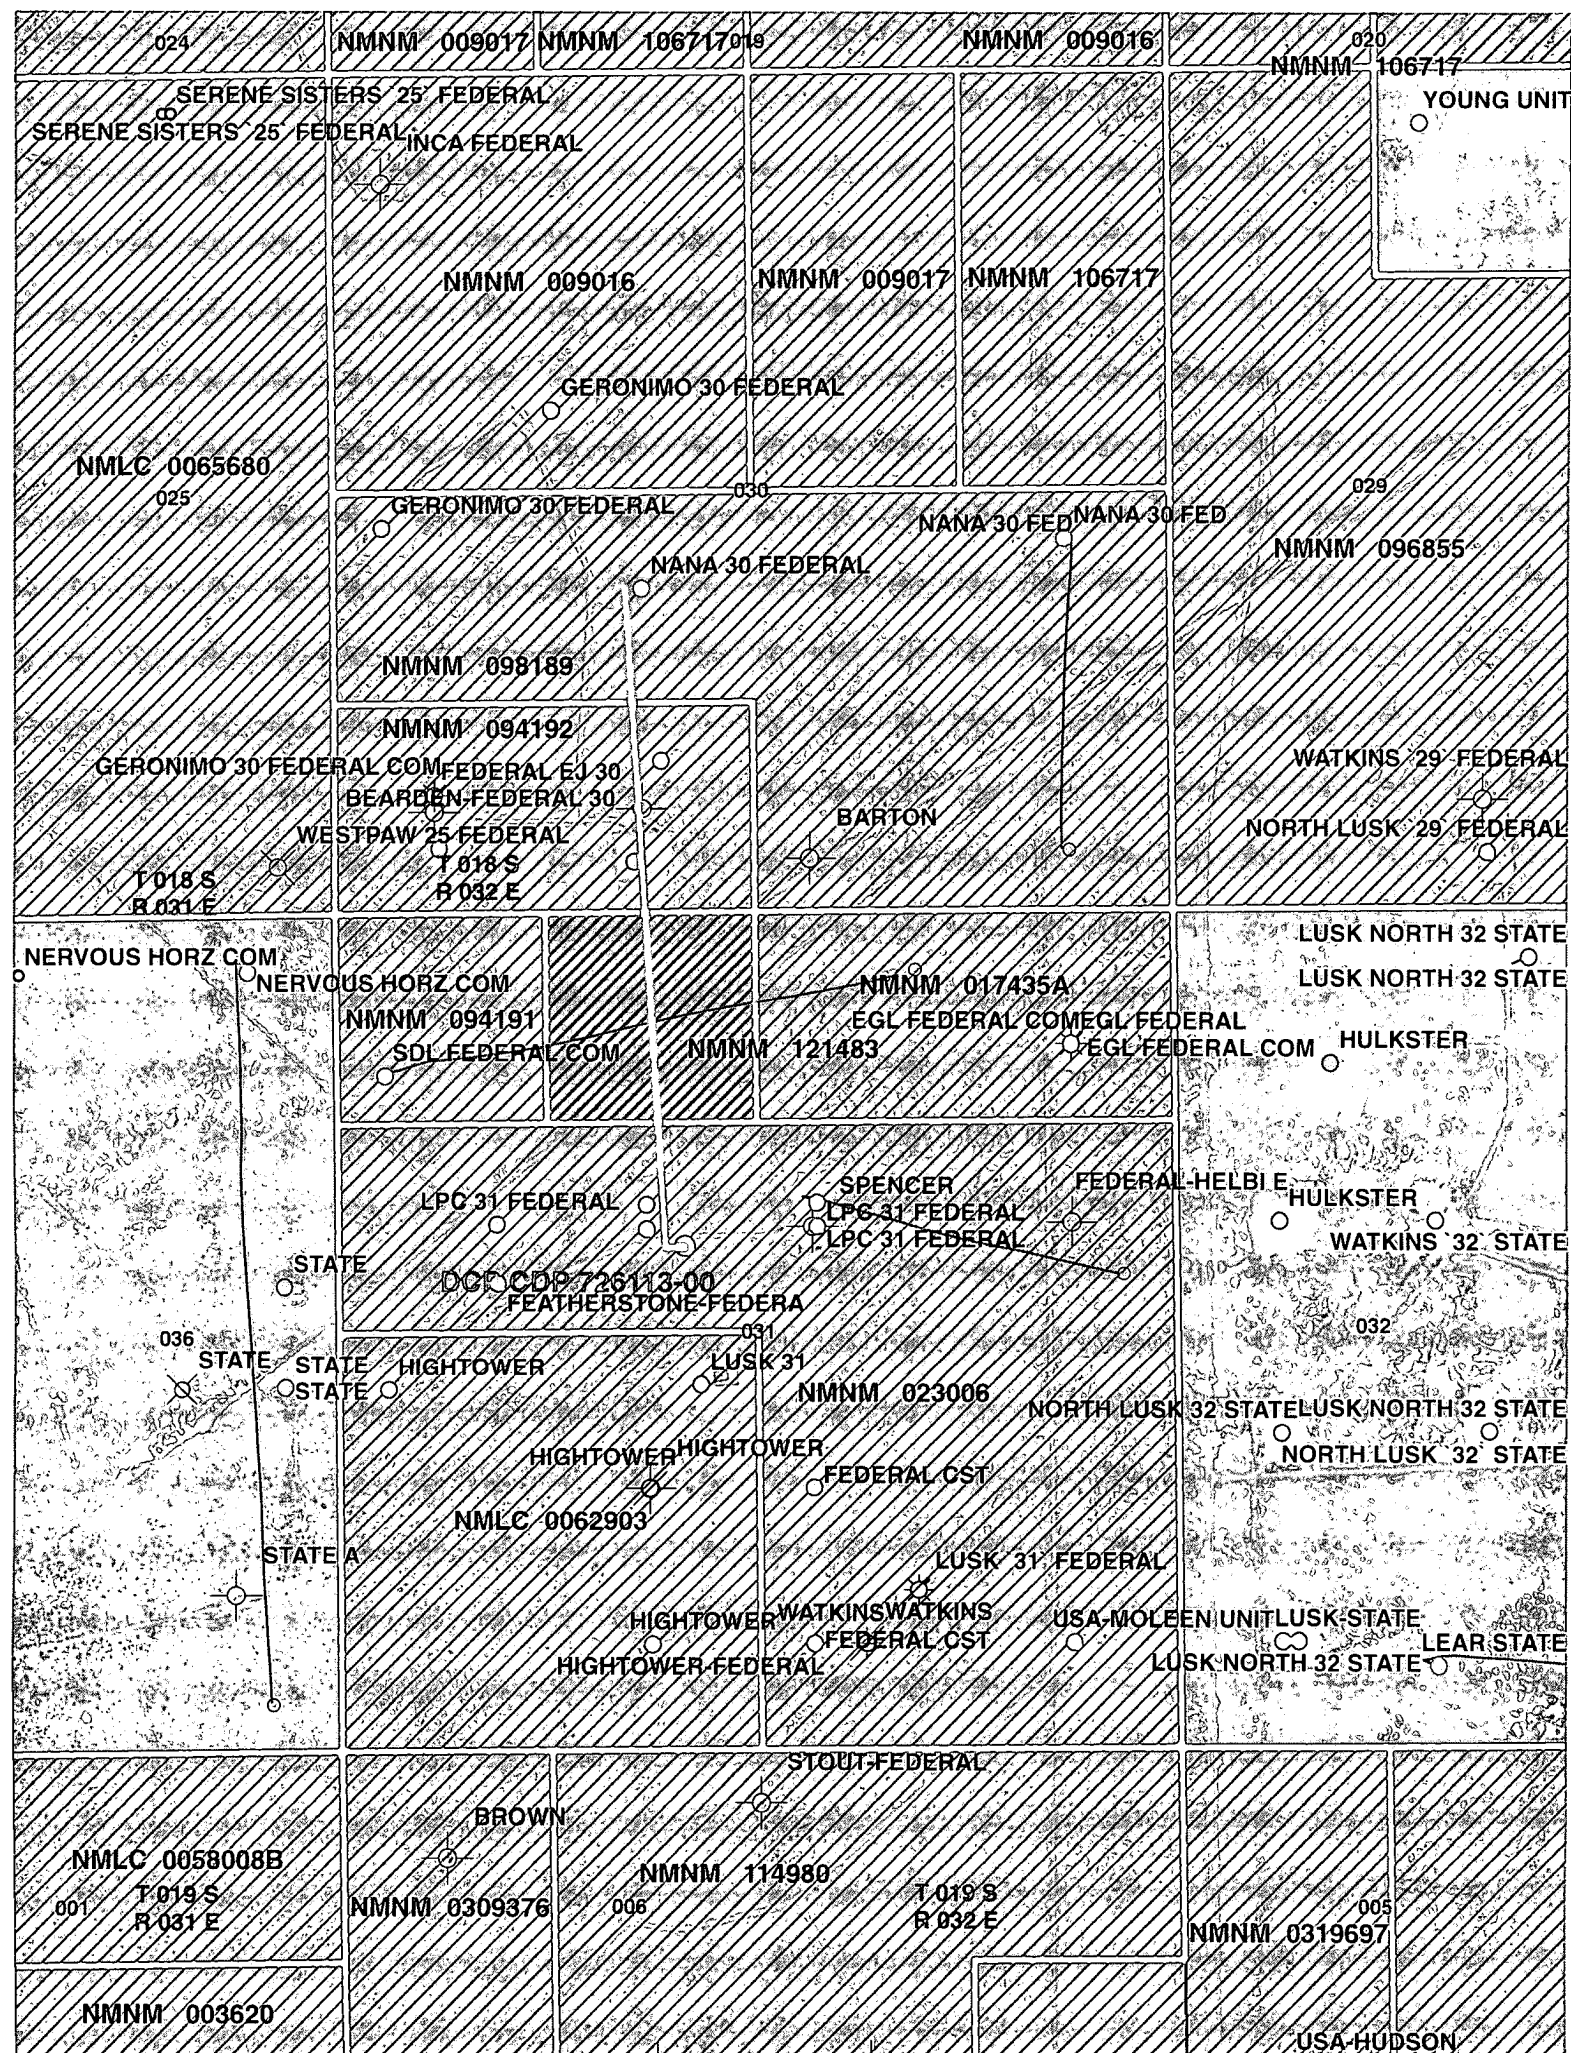 024
NMNM 009017
NMNM 106717
019
NMNM 009016
020
NMNM 106717
SERENE SISTERS `25` FEDERAL
YOUNG UNIT
SERENE SISTERS `25` FEDERAL
INCA FEDERAL
NMNM 009016
NMNM 009017
NMNM 106717
GERONIMO 30 FEDERAL
NMLC 0065680
025
030
029
GERONIMO 30 FEDERAL
NANA 30 FED
NANA 30 FED
NMNM 096855
NANA 30 FEDERAL
NMNM 098189
NMNM 094192
GERONIMO 30 FEDERAL COM
FEDERAL EJ 30
WATKINS `29` FEDERAL
BEARDEN-FEDERAL 30
BARTON
WESTPAW 25 FEDERAL
NORTH LUSK `29` FEDERAL
T 018 S
R 032 E
T 018 S
R 031 E
LUSK NORTH 32 STATE
NERVOUS HORZ COM
NERVOUS HORZ COM
LUSK NORTH 32 STATE
NMNM 017435A
NMNM 094191
EGL FEDERAL COM
EGL FEDERAL
SDL FEDERAL COM
NMNM 121483
EGL FEDERAL COM
HULKSTER
LPC 31 FEDERAL
SPENCER
FEDERAL-HELBI E
HULKSTER
LPC 31 FEDERAL
LPC 31 FEDERAL
WATKINS `32` STATE
STATE
DCP CDP 726113-00
FEATHERSTONE-FEDERA
036
031
032
STATE
STATE
HIGHTOWER
LUSK 31
STATE
NMNM 023006
NORTH LUSK 32 STATE
LUSK NORTH 32 STATE
HIGHTOWER
HIGHTOWER
NORTH LUSK `32` STATE
FEDERAL CST
NMLC 0062903
STATE A
LUSK `31` FEDERAL
HIGHTOWER
WATKINS
WATKINS
USA-MOLEEN UNIT
LUSK-STATE
FEDERAL CST
LEAR STATE
HIGHTOWER-FEDERAL
LUSK NORTH 32 STATE
STOUT-FEDERAL
BROWN
NMLC 0058008B
NMNM 114980
T 019 S
R 031 E
001
NMNM 0309376
006
T 019 S
R 032 E
005
NMNM 0319697
NMNM 003620
USA-HUDSON